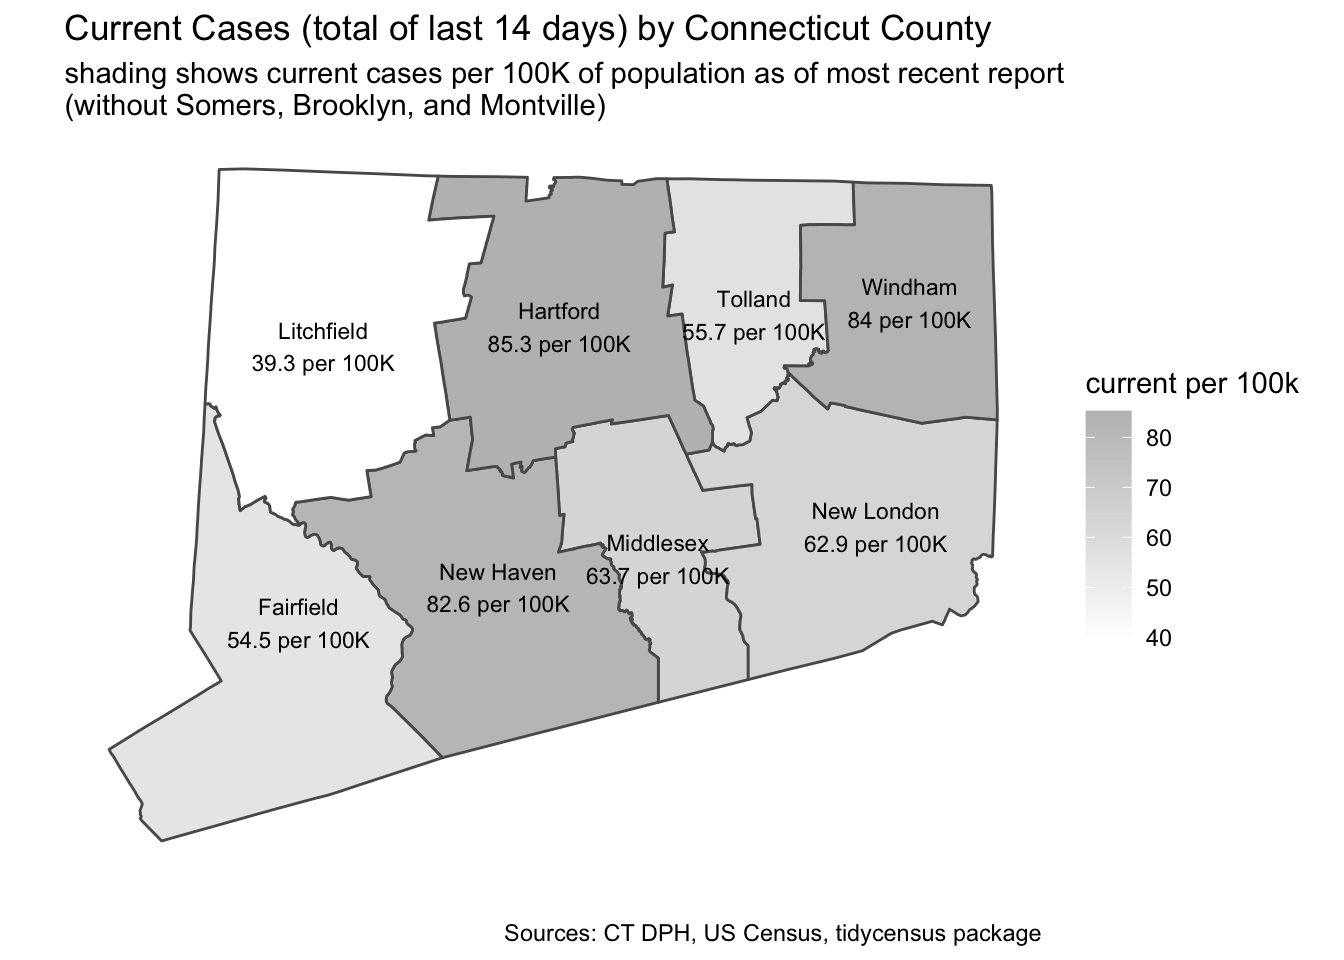 Current Cases (total of last 14 days) by Connecticut County
shading shows current cases per 100K of population as of most recent report
(without Somers, Brooklyn, and Montville)
Litchfield
39.3 per 100K
Hartford
85.3 per 100K
Tolland
55.7 per 100K
Windham
84 per 100K
New London
62.9 per 100K
Middlesex
63.7 per 100K
New Haven
82.6 per 100K
Fairfield
54.5 per 100K
current per 100k
80
70
60
50
40
Sources: CT DPH, US Census, tidycensus package